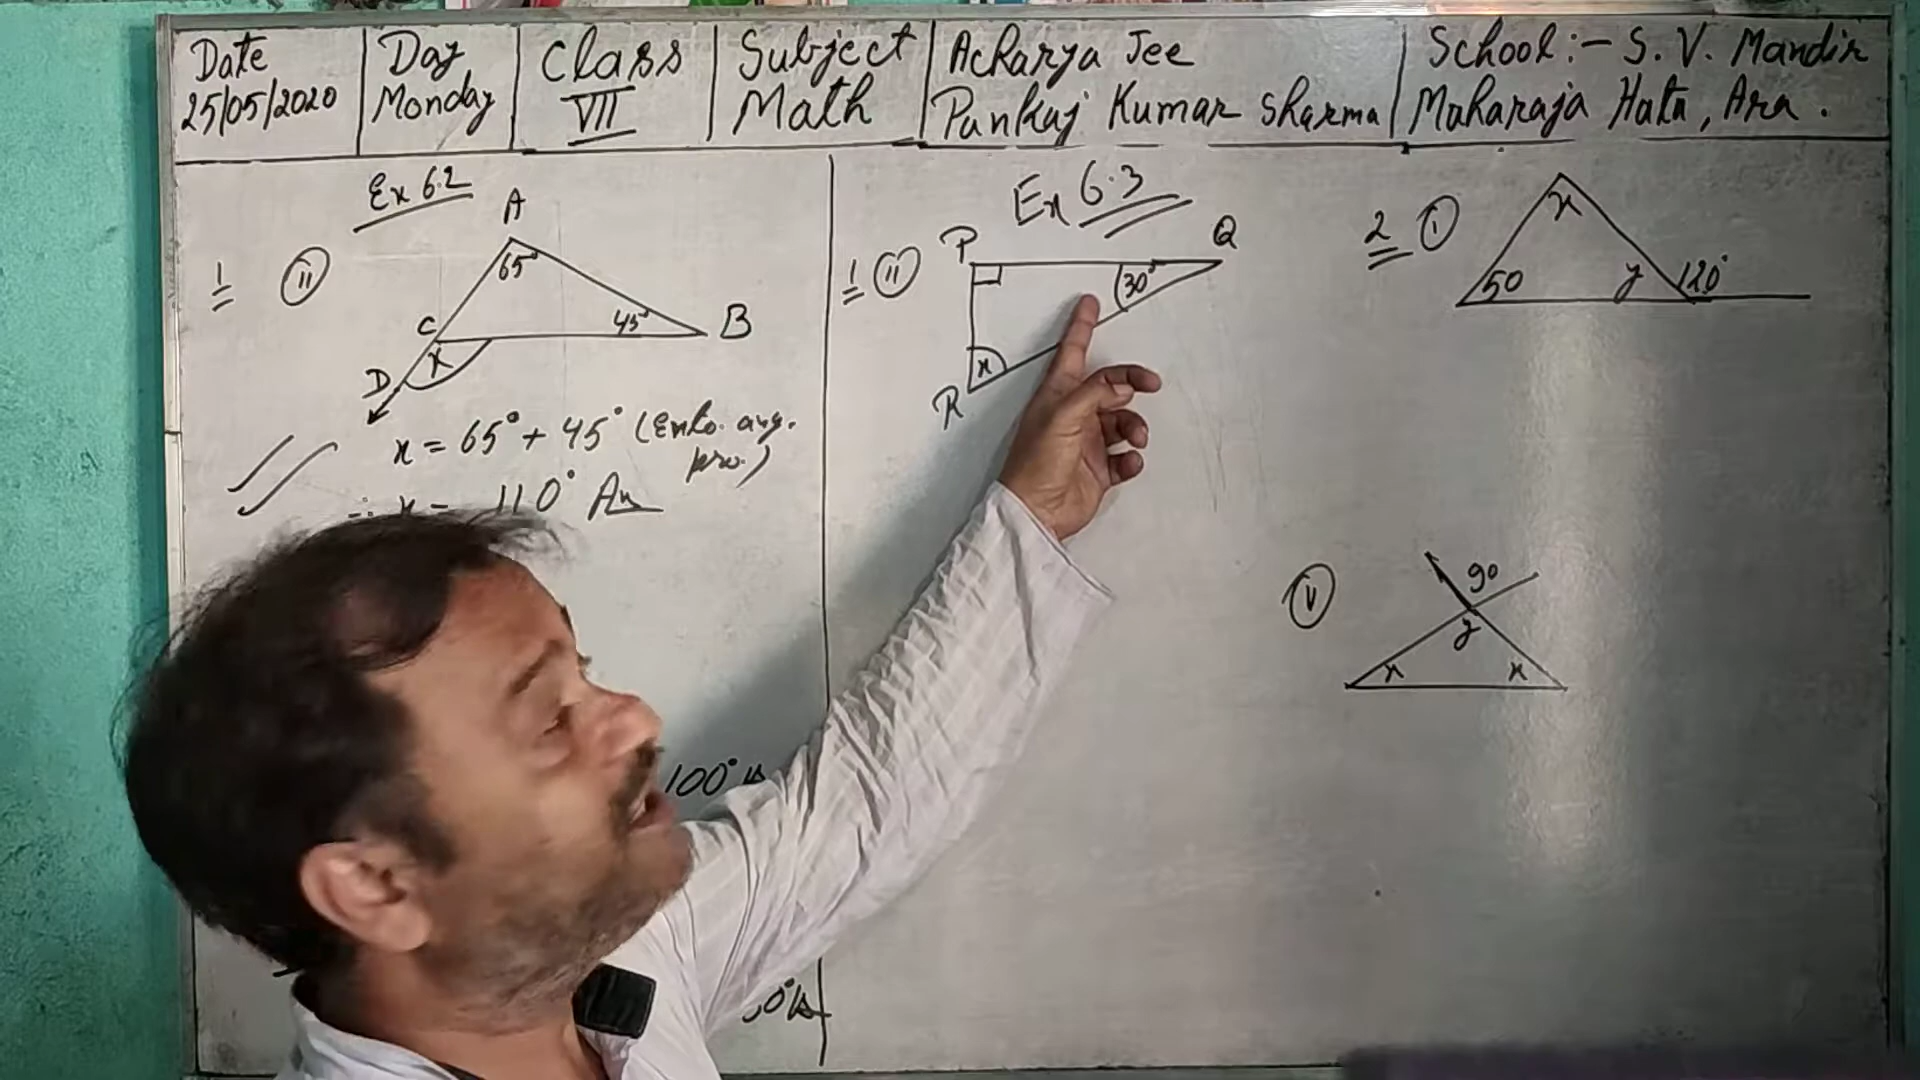 Date
25/05/2020
Day
Monday
Class
VII
Subject
Math
Acharya Jee
Pankaj Kumar Sharma
School:- S. V. Mandir
Maharaja Hata, Ara.
Ex 6.2
1 (ii)
A
65°
C
45°
B
x
D
x = 65° + 45° (Exto. ang.
pro.)
∴ x = 110° An
100°
0°
Ex 6.3
1 (ii)
P
Q
30°
x
R
2 (i)
x
50
y
120°
(v)
90
y
x
x